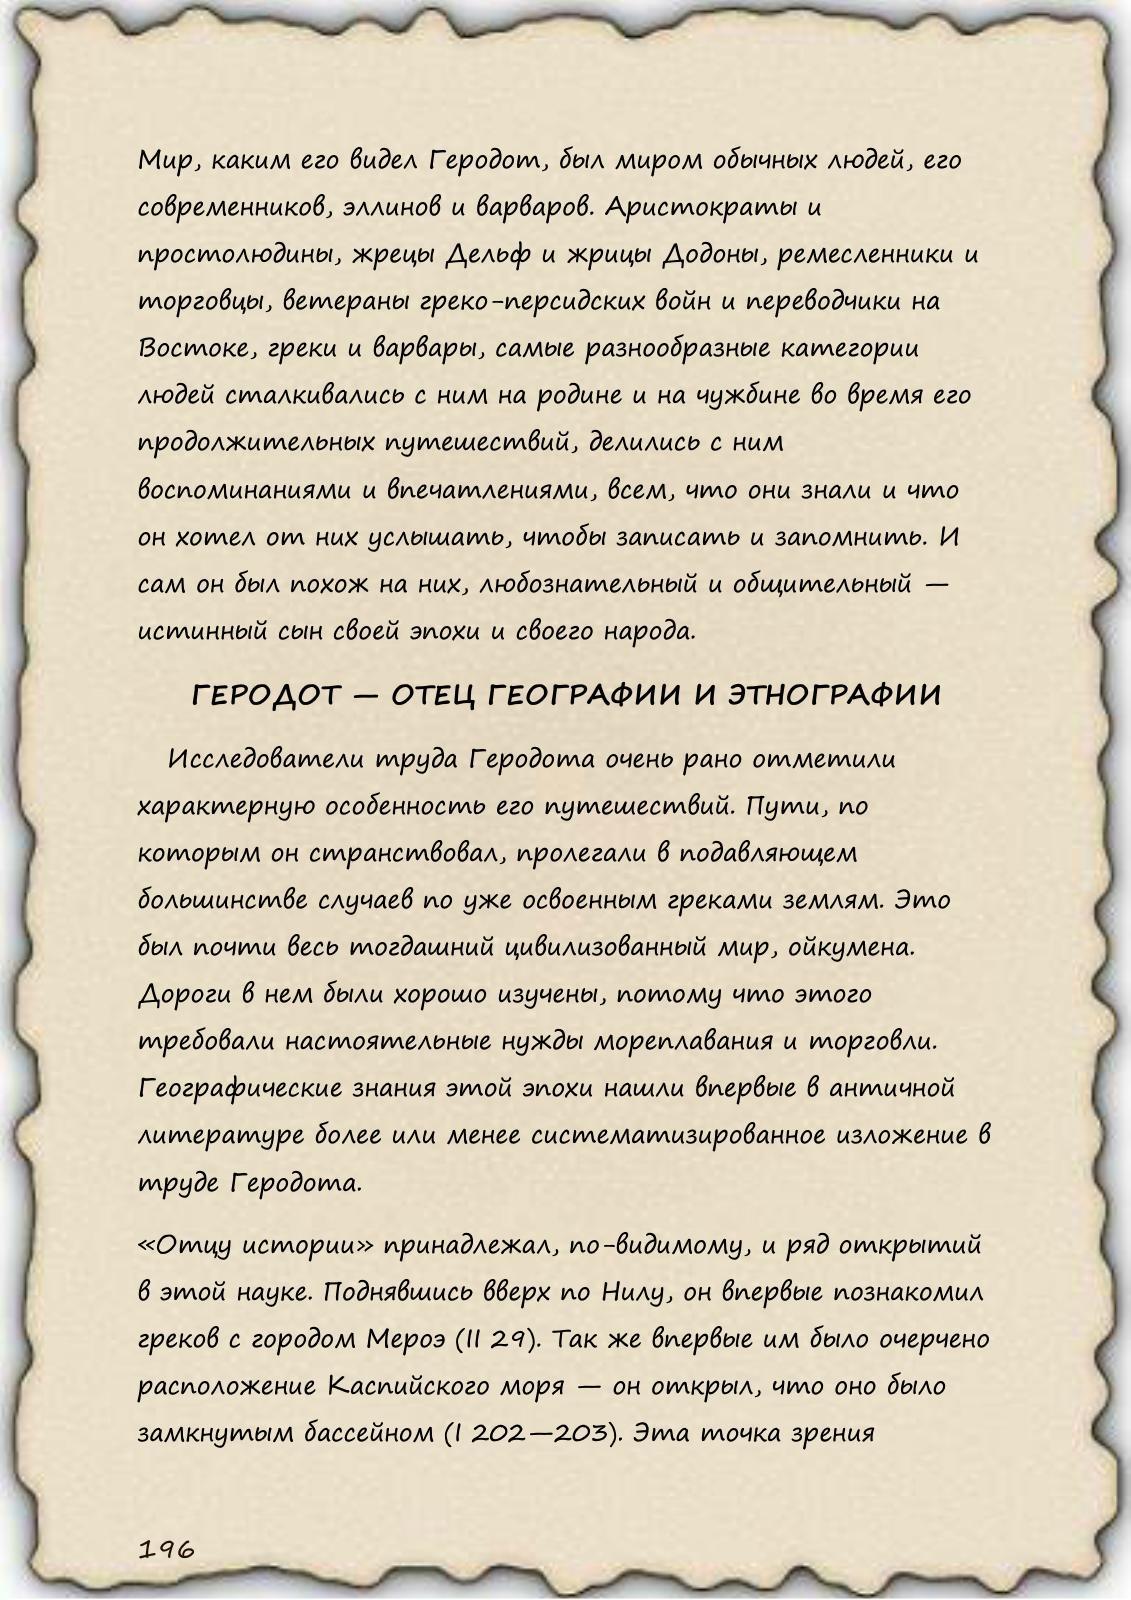 Мир, каким его видел Геродот, был миром обычных людей, его
современников, эллинов и варваров. Аристократы и
простолюдины, жрецы Дельф и жрицы Додоны, ремесленники и
торговцы, ветераны греко-персидских войн и переводчики на
Востоке, греки и варвары, самые разнообразные категории
людей сталкивались с ним на родине и на чужбине во время его
продолжительных путешествий, делились с ним
воспоминаниями и впечатлениями, всем, что они знали и что
он хотел от них услышать, чтобы записать и запомнить. И
сам он был похож на них, любознательный и общительный —
истинный сын своей эпохи и своего народа.
ГЕРОДОТ — ОТЕЦ ГЕОГРАФИИ И ЭТНОГРАФИИ
Исследователи труда Геродота очень рано отметили
характерную особенность его путешествий. Пути, по
которым он странствовал, пролегали в подавляющем
большинстве случаев по уже освоенным греками землям. Это
был почти весь тогдашний цивилизованный мир, ойкумена.
Дороги в нем были хорошо изучены, потому что этого
требовали настоятельные нужды мореплавания и торговли.
Географические знания этой эпохи нашли впервые в античной
литературе более или менее систематизированное изложение в
труде Геродота.
«Отцу истории» принадлежал, по-видимому, и ряд открытий
в этой науке. Поднявшись вверх по Нилу, он впервые познакомил
греков с городом Мероэ (II 29). Так же впервые им было очерчено
расположение Каспийского моря — он открыл, что оно было
замкнутым бассейном (I 202—203). Эта точка зрения
196